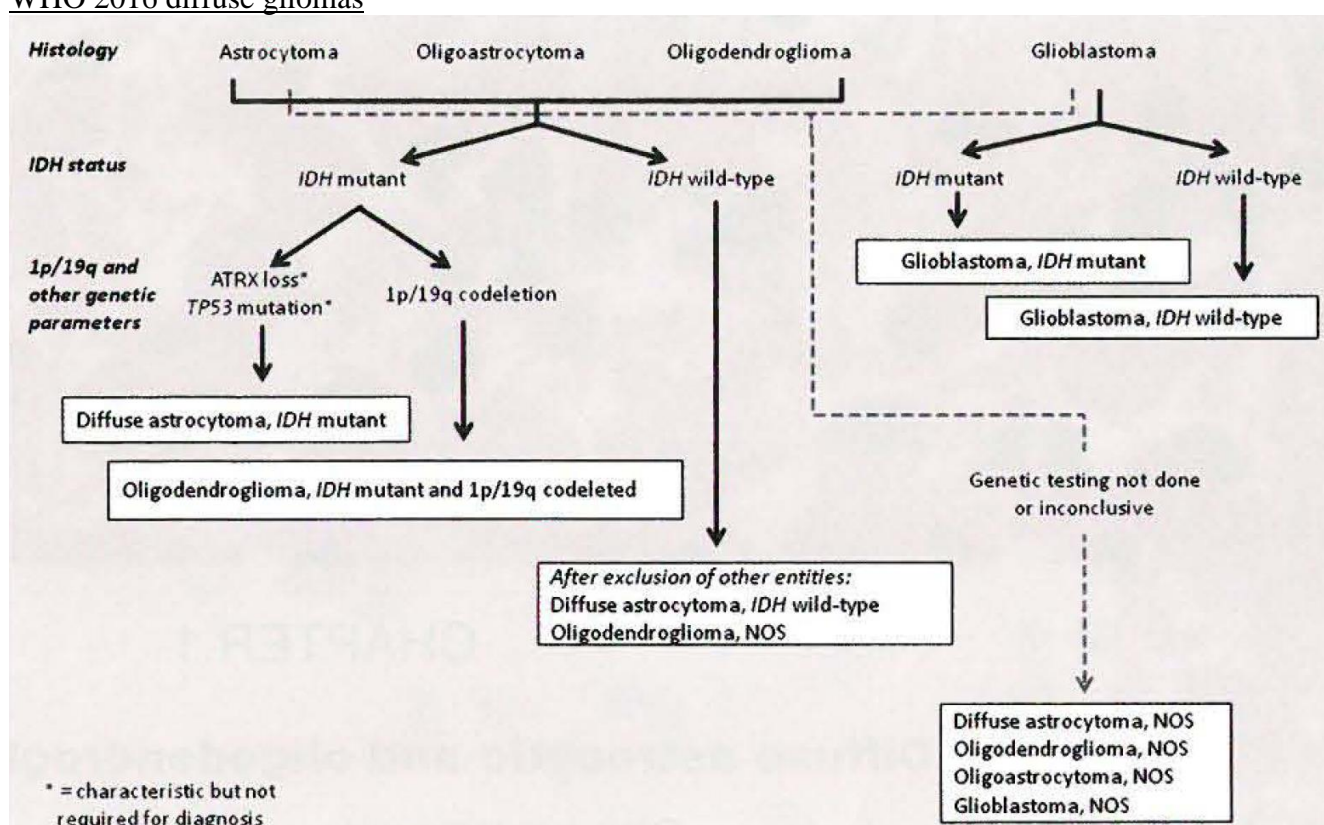 WHO 2016 diffuse gliomas
Histology
Astrocytoma
Oligoastrocytoma
Oligodendroglioma
Glioblastoma
IDH status
IDH mutant
IDH wild-type
IDH mutant
IDH wild-type
1p/19q and
other genetic
parameters
ATRX loss*
TP53 mutation*
1p/19q codeletion
Glioblastoma, IDH mutant
Glioblastoma, IDH wild-type
Diffuse astrocytoma, IDH mutant
Oligodendroglioma, IDH mutant and 1p/19q codeleted
Genetic testing not done
or inconclusive
After exclusion of other entities:
Diffuse astrocytoma, IDH wild-type
Oligodendroglioma, NOS
CHAPTER 1
Diffuse astrocytic and oligodendrogl
Diffuse astrocytoma, NOS
Oligodendroglioma, NOS
Oligoastrocytoma, NOS
Glioblastoma, NOS
* = characteristic but not
required for diagnosis